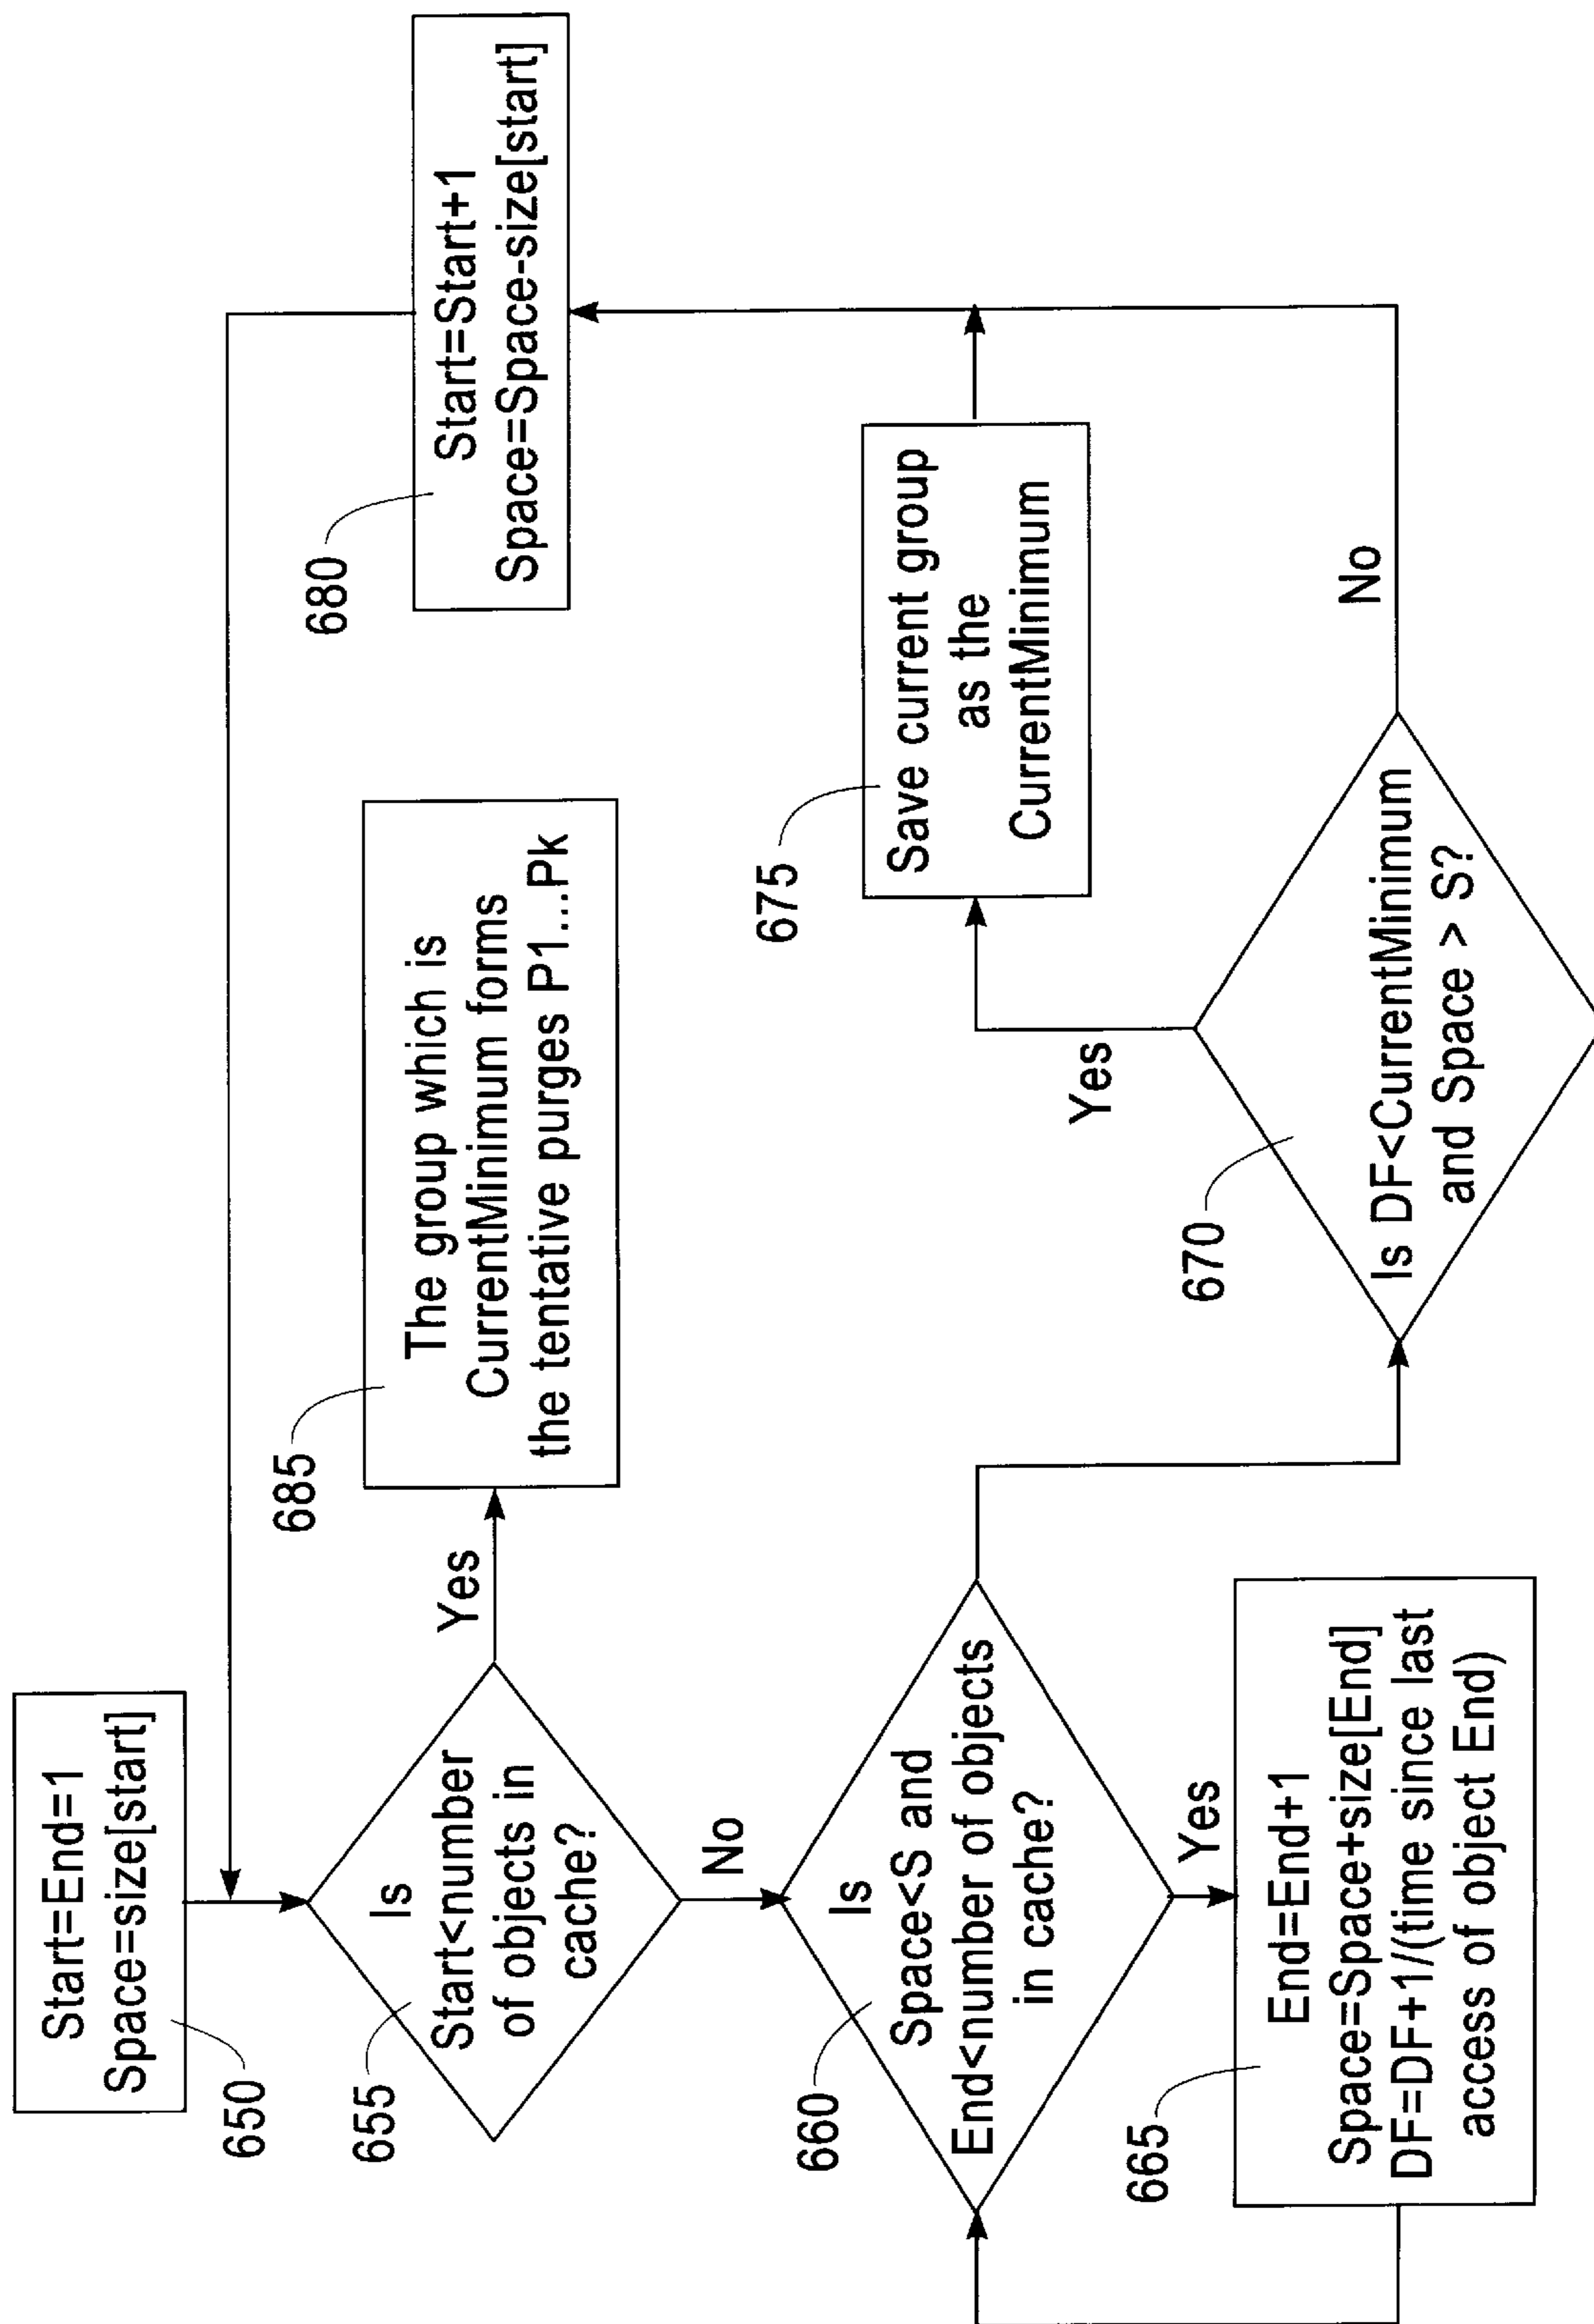 Start=End=1
Space=size[start]
650
Is
Start<number
of objects in
cache?
655
Yes
No
The group which is
CurrentMinimum forms
the tentative purges P1...Pk
685
Is
Space<S and
End<number of objects
in cache?
660
Yes
End=End+1
Space=Space+size[End]
DF=DF+1/(time since last
access of object End)
665
Is DF<CurrentMinimum
and Space > S?
670
Yes
No
Save current group
as the
CurrentMinimum
675
Start=Start+1
Space=Space-size[start]
680